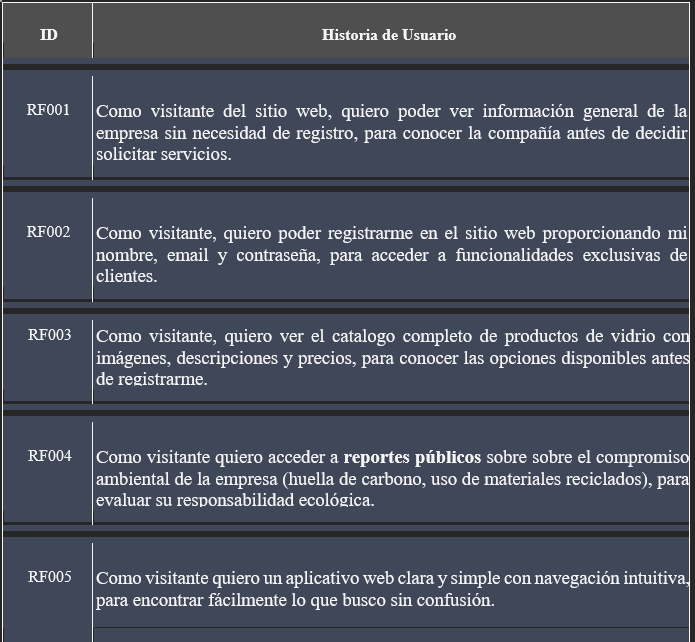 ID Historia de Usuario
RF001 Como visitante del sitio web, quiero poder ver información general de la
empresa sin necesidad de registro, para conocer la compañía antes de decidir
solicitar servicios.
RF002 Como visitante, quiero poder registrarme en el sitio web proporcionando mi
nombre, email y contraseña, para acceder a funcionalidades exclusivas de
clientes.
RF003 Como visitante, quiero ver el catalogo completo de productos de vidrio con
imágenes, descripciones y precios, para conocer las opciones disponibles antes
de registrarme.
RF004 Como visitante quiero acceder a reportes públicos sobre sobre el compromiso
ambiental de la empresa (huella de carbono, uso de materiales reciclados), para
evaluar su responsabilidad ecológica.
RF005 Como visitante quiero un aplicativo web clara y simple con navegación intuitiva,
para encontrar fácilmente lo que busco sin confusión.